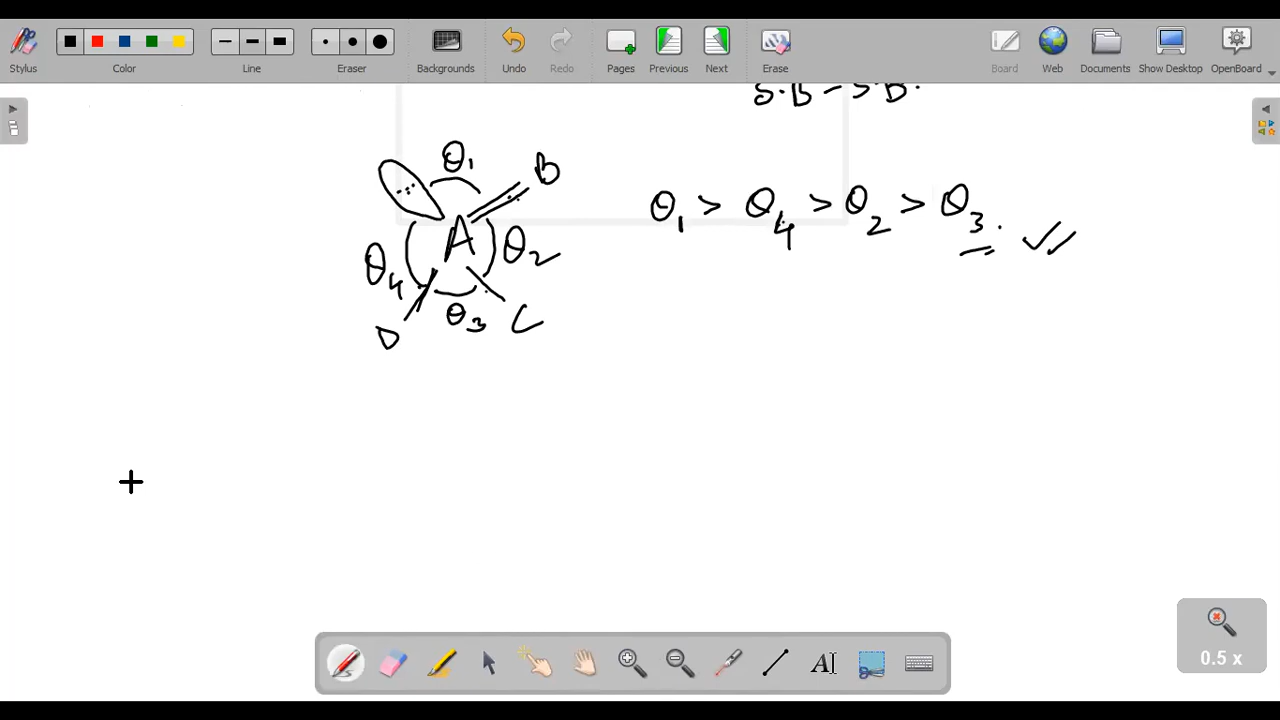 Stylus
Color
Line
Eraser
Backgrounds
Undo
Redo
Pages
Previous
Next
Erase
Board
Web
Documents
Show Desktop
OpenBoard
S.B - S.B.
θ1
B
A
θ2
θ4
θ3
C
D
θ1 > θ4 > θ2 > θ3.
0.5 x